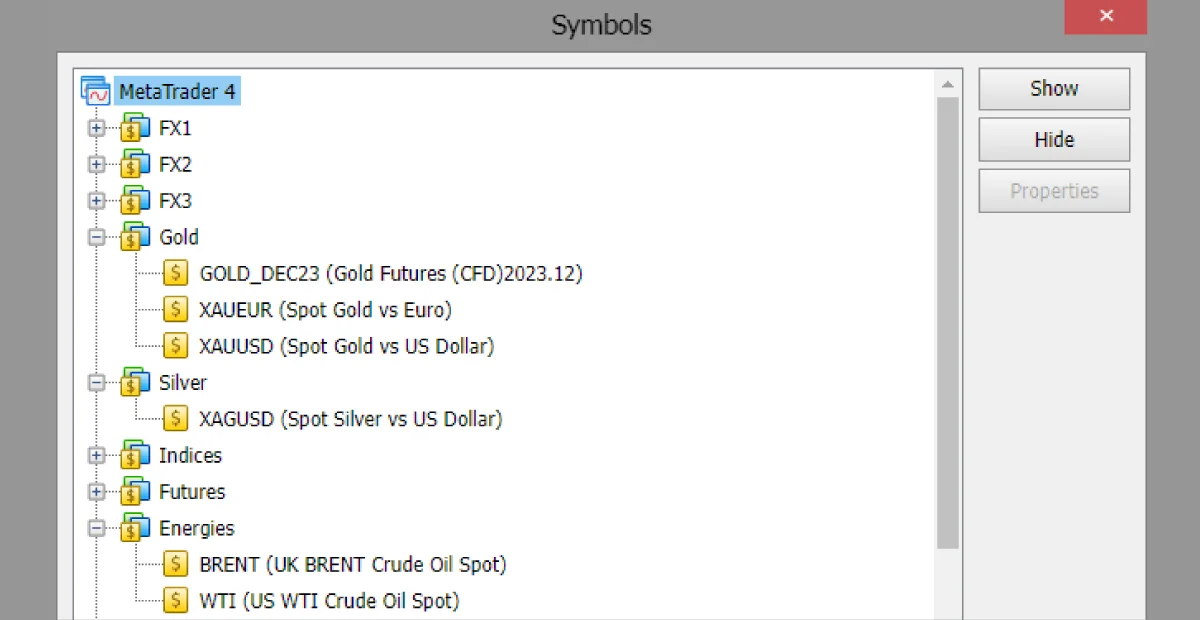 Symbols
MetaTrader 4
FX1
FX2
FX3
Gold
GOLD_DEC23 (Gold Futures (CFD)2023.12)
XAUEUR (Spot Gold vs Euro)
XAUUSD (Spot Gold vs US Dollar)
Silver
XAGUSD (Spot Silver vs US Dollar)
Indices
Futures
Energies
BRENT (UK BRENT Crude Oil Spot)
WTI (US WTI Crude Oil Spot)
Show
Hide
Properties